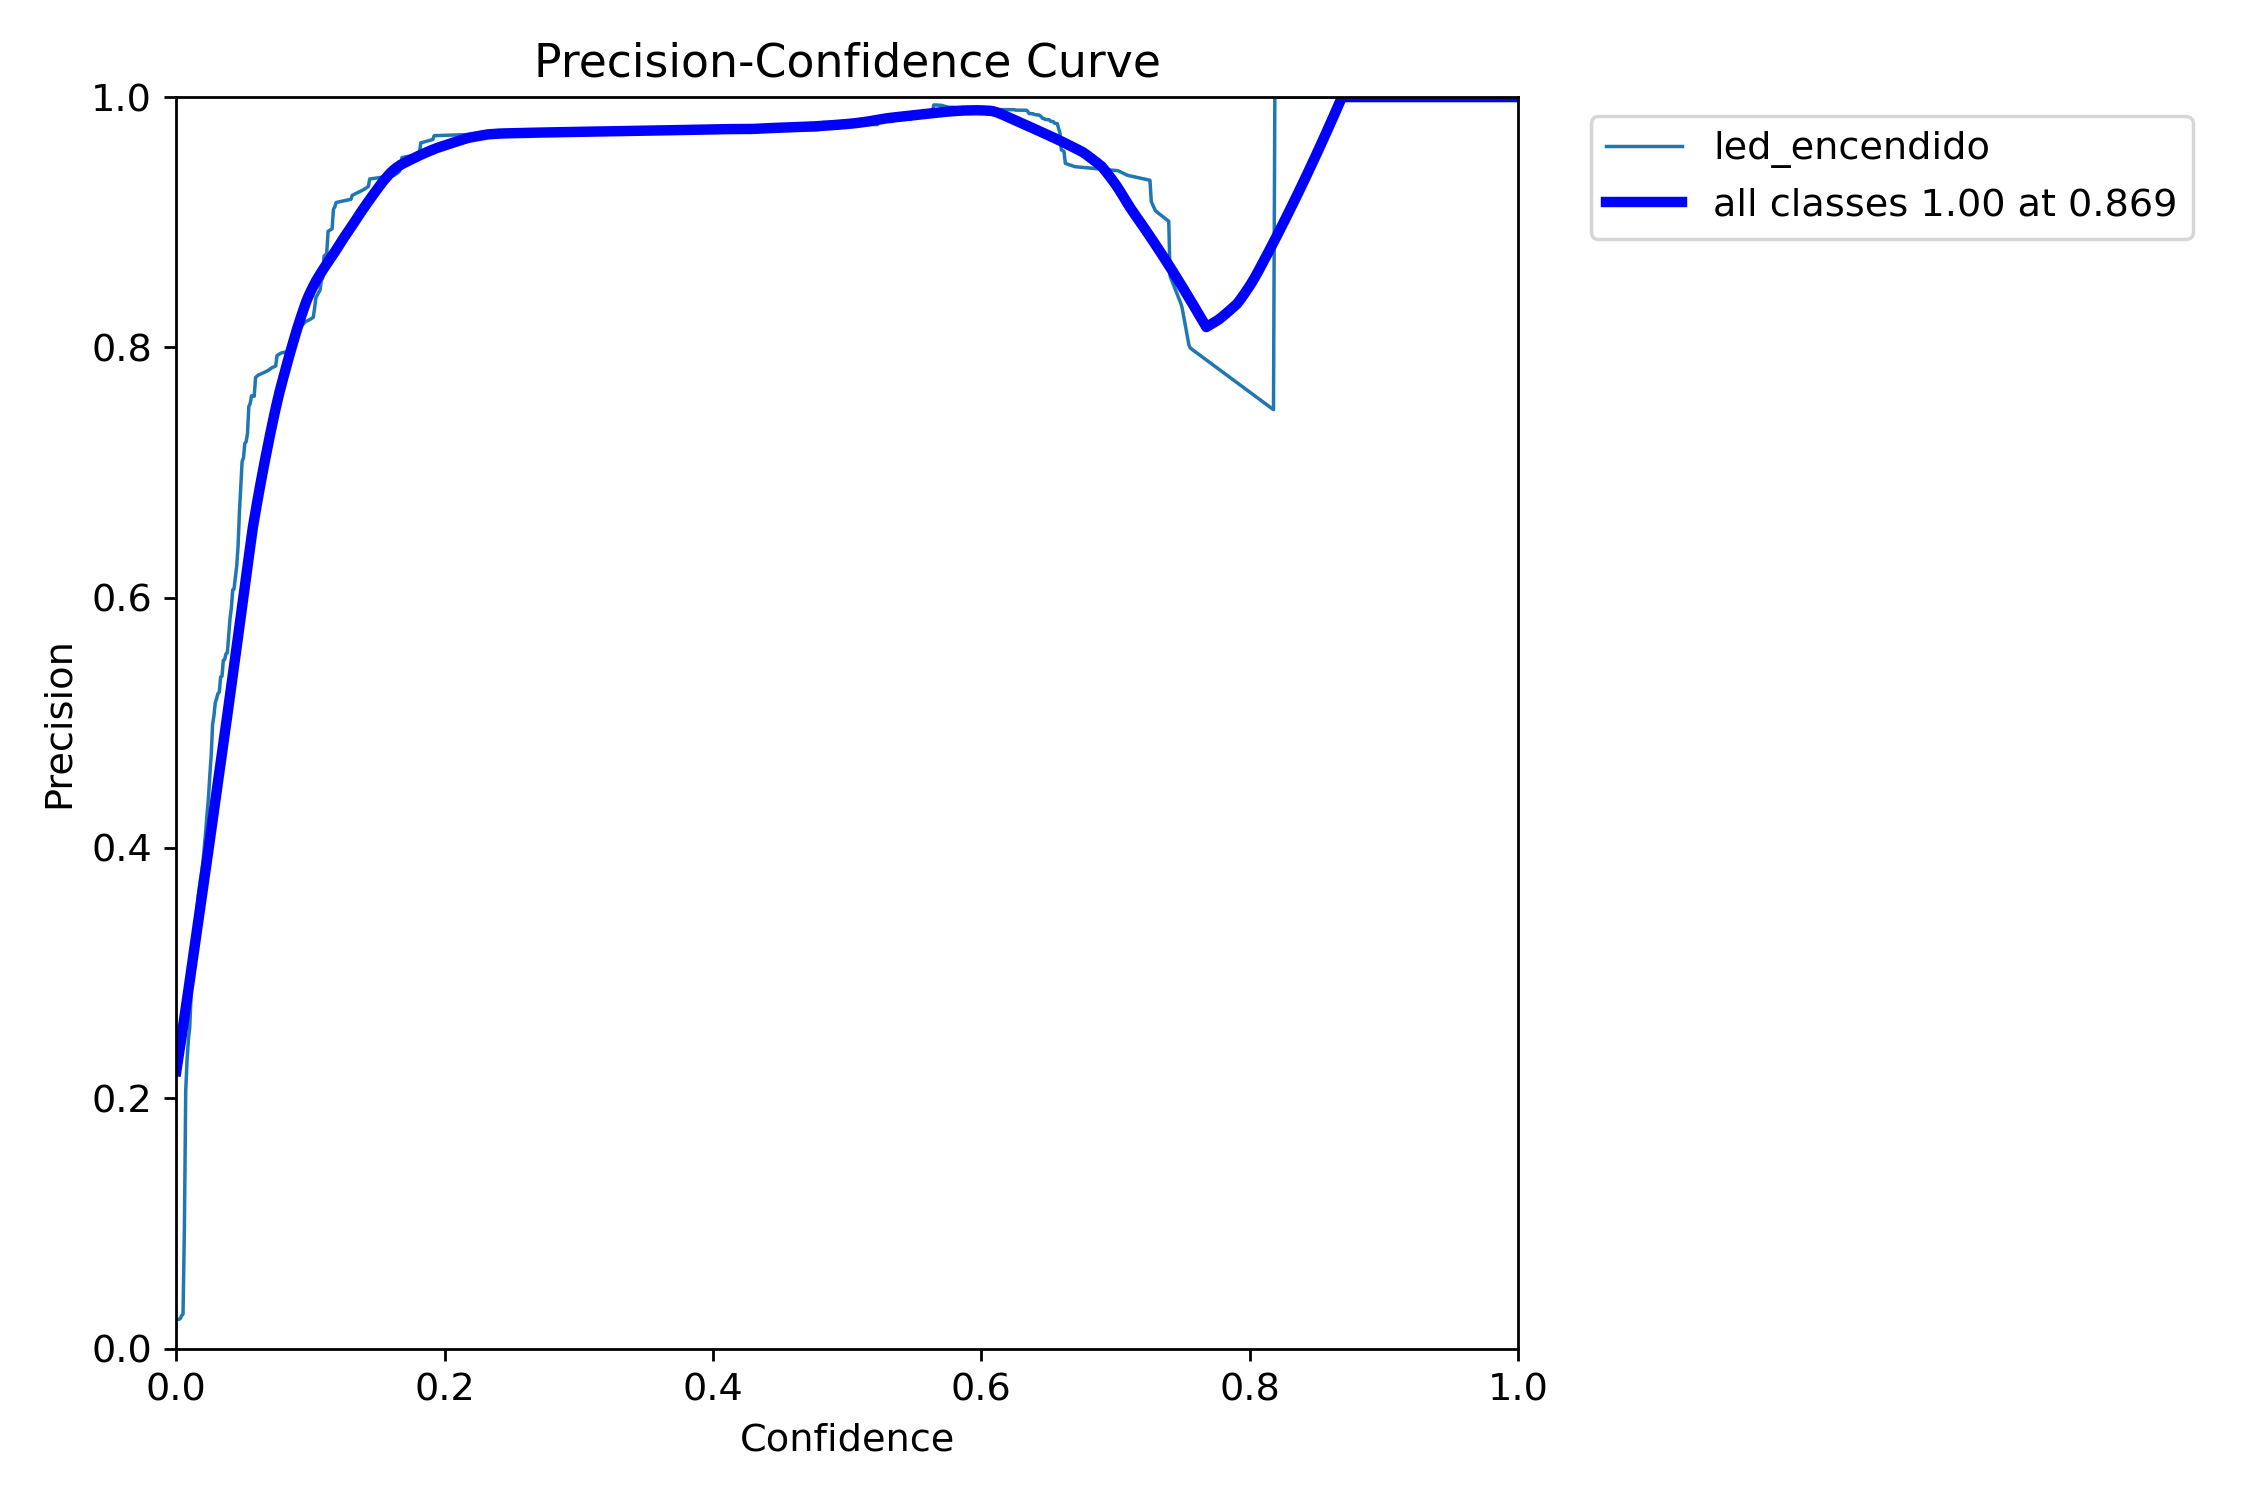 Precision-Confidence Curve
led_encendido
all classes 1.00 at 0.869
1.0
0.8
0.6
0.4
0.2
0.0
Precision
0.0 0.2 0.4 0.6 0.8 1.0
Confidence